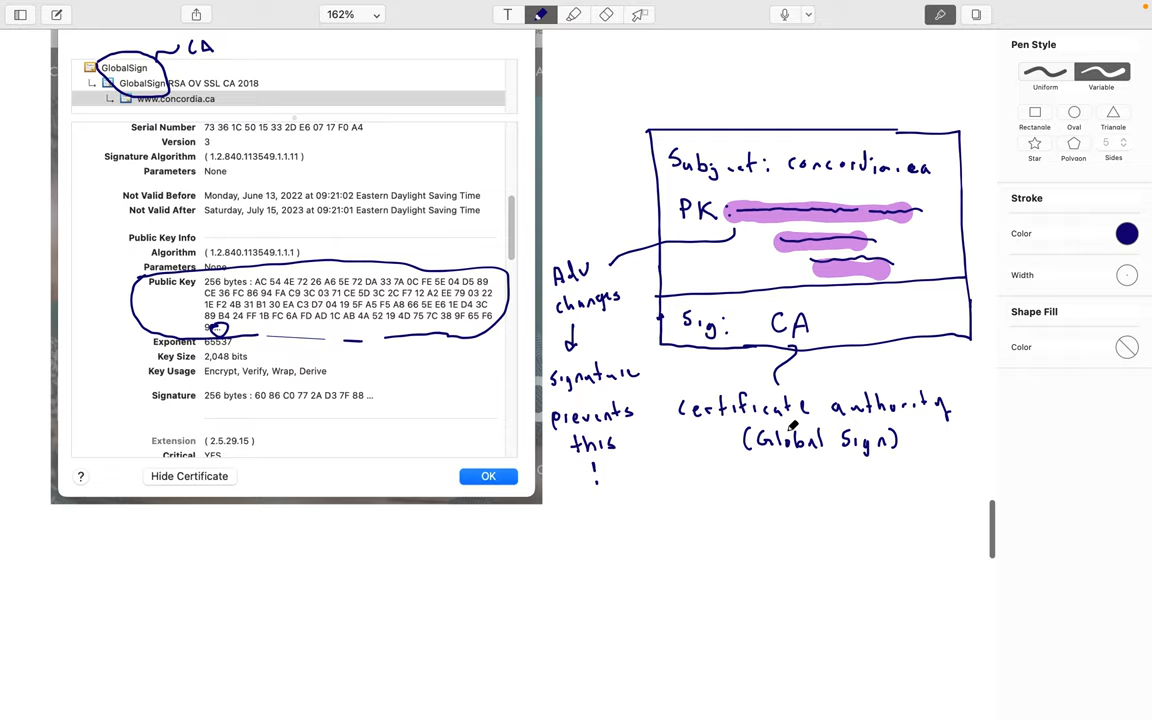 162%
T
CA
GlobalSign
GlobalSign RSA OV SSL CA 2018
www.concordia.ca
Serial Number 73 36 1C 50 15 33 2D E6 07 17 F0 A4
Version 3
Signature Algorithm ( 1.2.840.113549.1.1.11 )
Parameters None
Not Valid Before Monday, June 13, 2022 at 09:21:02 Eastern Daylight Saving Time
Not Valid After Saturday, July 15, 2023 at 09:21:01 Eastern Daylight Saving Time
Public Key Info
Algorithm ( 1.2.840.113549.1.1.1 )
Parameters None
Public Key 256 bytes : AC 54 4E 72 26 A6 5E 72 DA 33 7A 0C FE 5E 04 D5 89
CE 36 FC 86 94 FA C9 3C 03 71 CE 5D 3C 2C F7 12 A2 EE 79 03 22
1E F2 4B 31 B1 30 EA C3 D7 04 19 5F A5 F5 A8 66 5E E6 1E D4 3C
89 B4 24 FF 1B FC 6A FD AD 1C AB 4A 52 19 4D 75 7C 38 9F 65 F6
Exponent 65537
Key Size 2,048 bits
Key Usage Encrypt, Verify, Wrap, Derive
Signature 256 bytes : 60 86 C0 77 2A D3 7F 88 ...
Extension ( 2.5.29.15 )
Critical YES
?
Hide Certificate
OK
Subject: concordia.ca
PK:
Sig: CA
Adv
changes
signature
prevents
this
!
certificate authority
(Global Sign)
Pen Style
Uniform
Variable
Rectangle
Oval
Triangle
5
Star
Polygon
Sides
Stroke
Color
Width
Shape Fill
Color